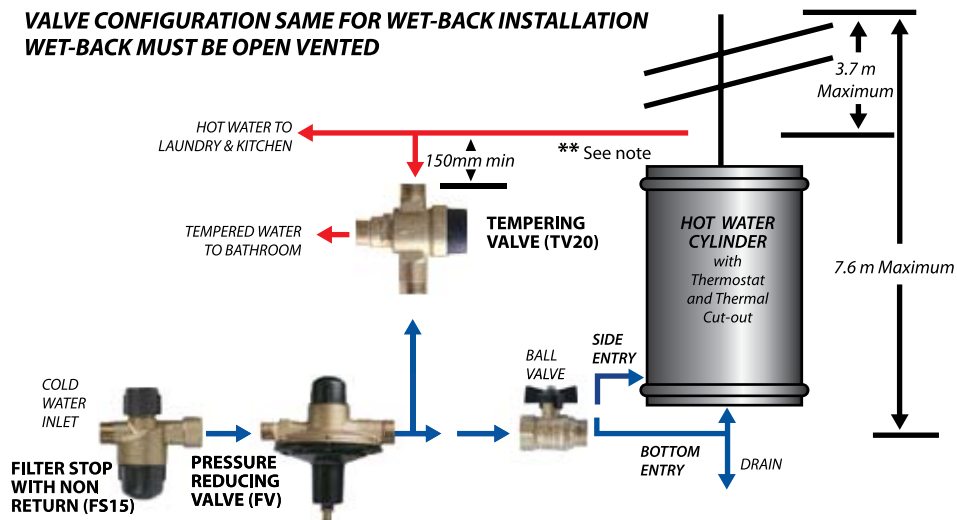 VALVE CONFIGURATION SAME FOR WET-BACK INSTALLATION
WET-BACK MUST BE OPEN VENTED
3.7 m
Maximum
HOT WATER TO
LAUNDRY & KITCHEN
150mm min
** See note
TEMPERED WATER
TO BATHROOM
TEMPERING
VALVE (TV20)
HOT WATER
CYLINDER
with
Thermostat
and Thermal
Cut-out
7.6 m Maximum
COLD
WATER
INLET
BALL
VALVE
SIDE
ENTRY
FILTER STOP
WITH NON
RETURN (FS15)
PRESSURE
REDUCING
VALVE (FV)
BOTTOM
ENTRY
DRAIN